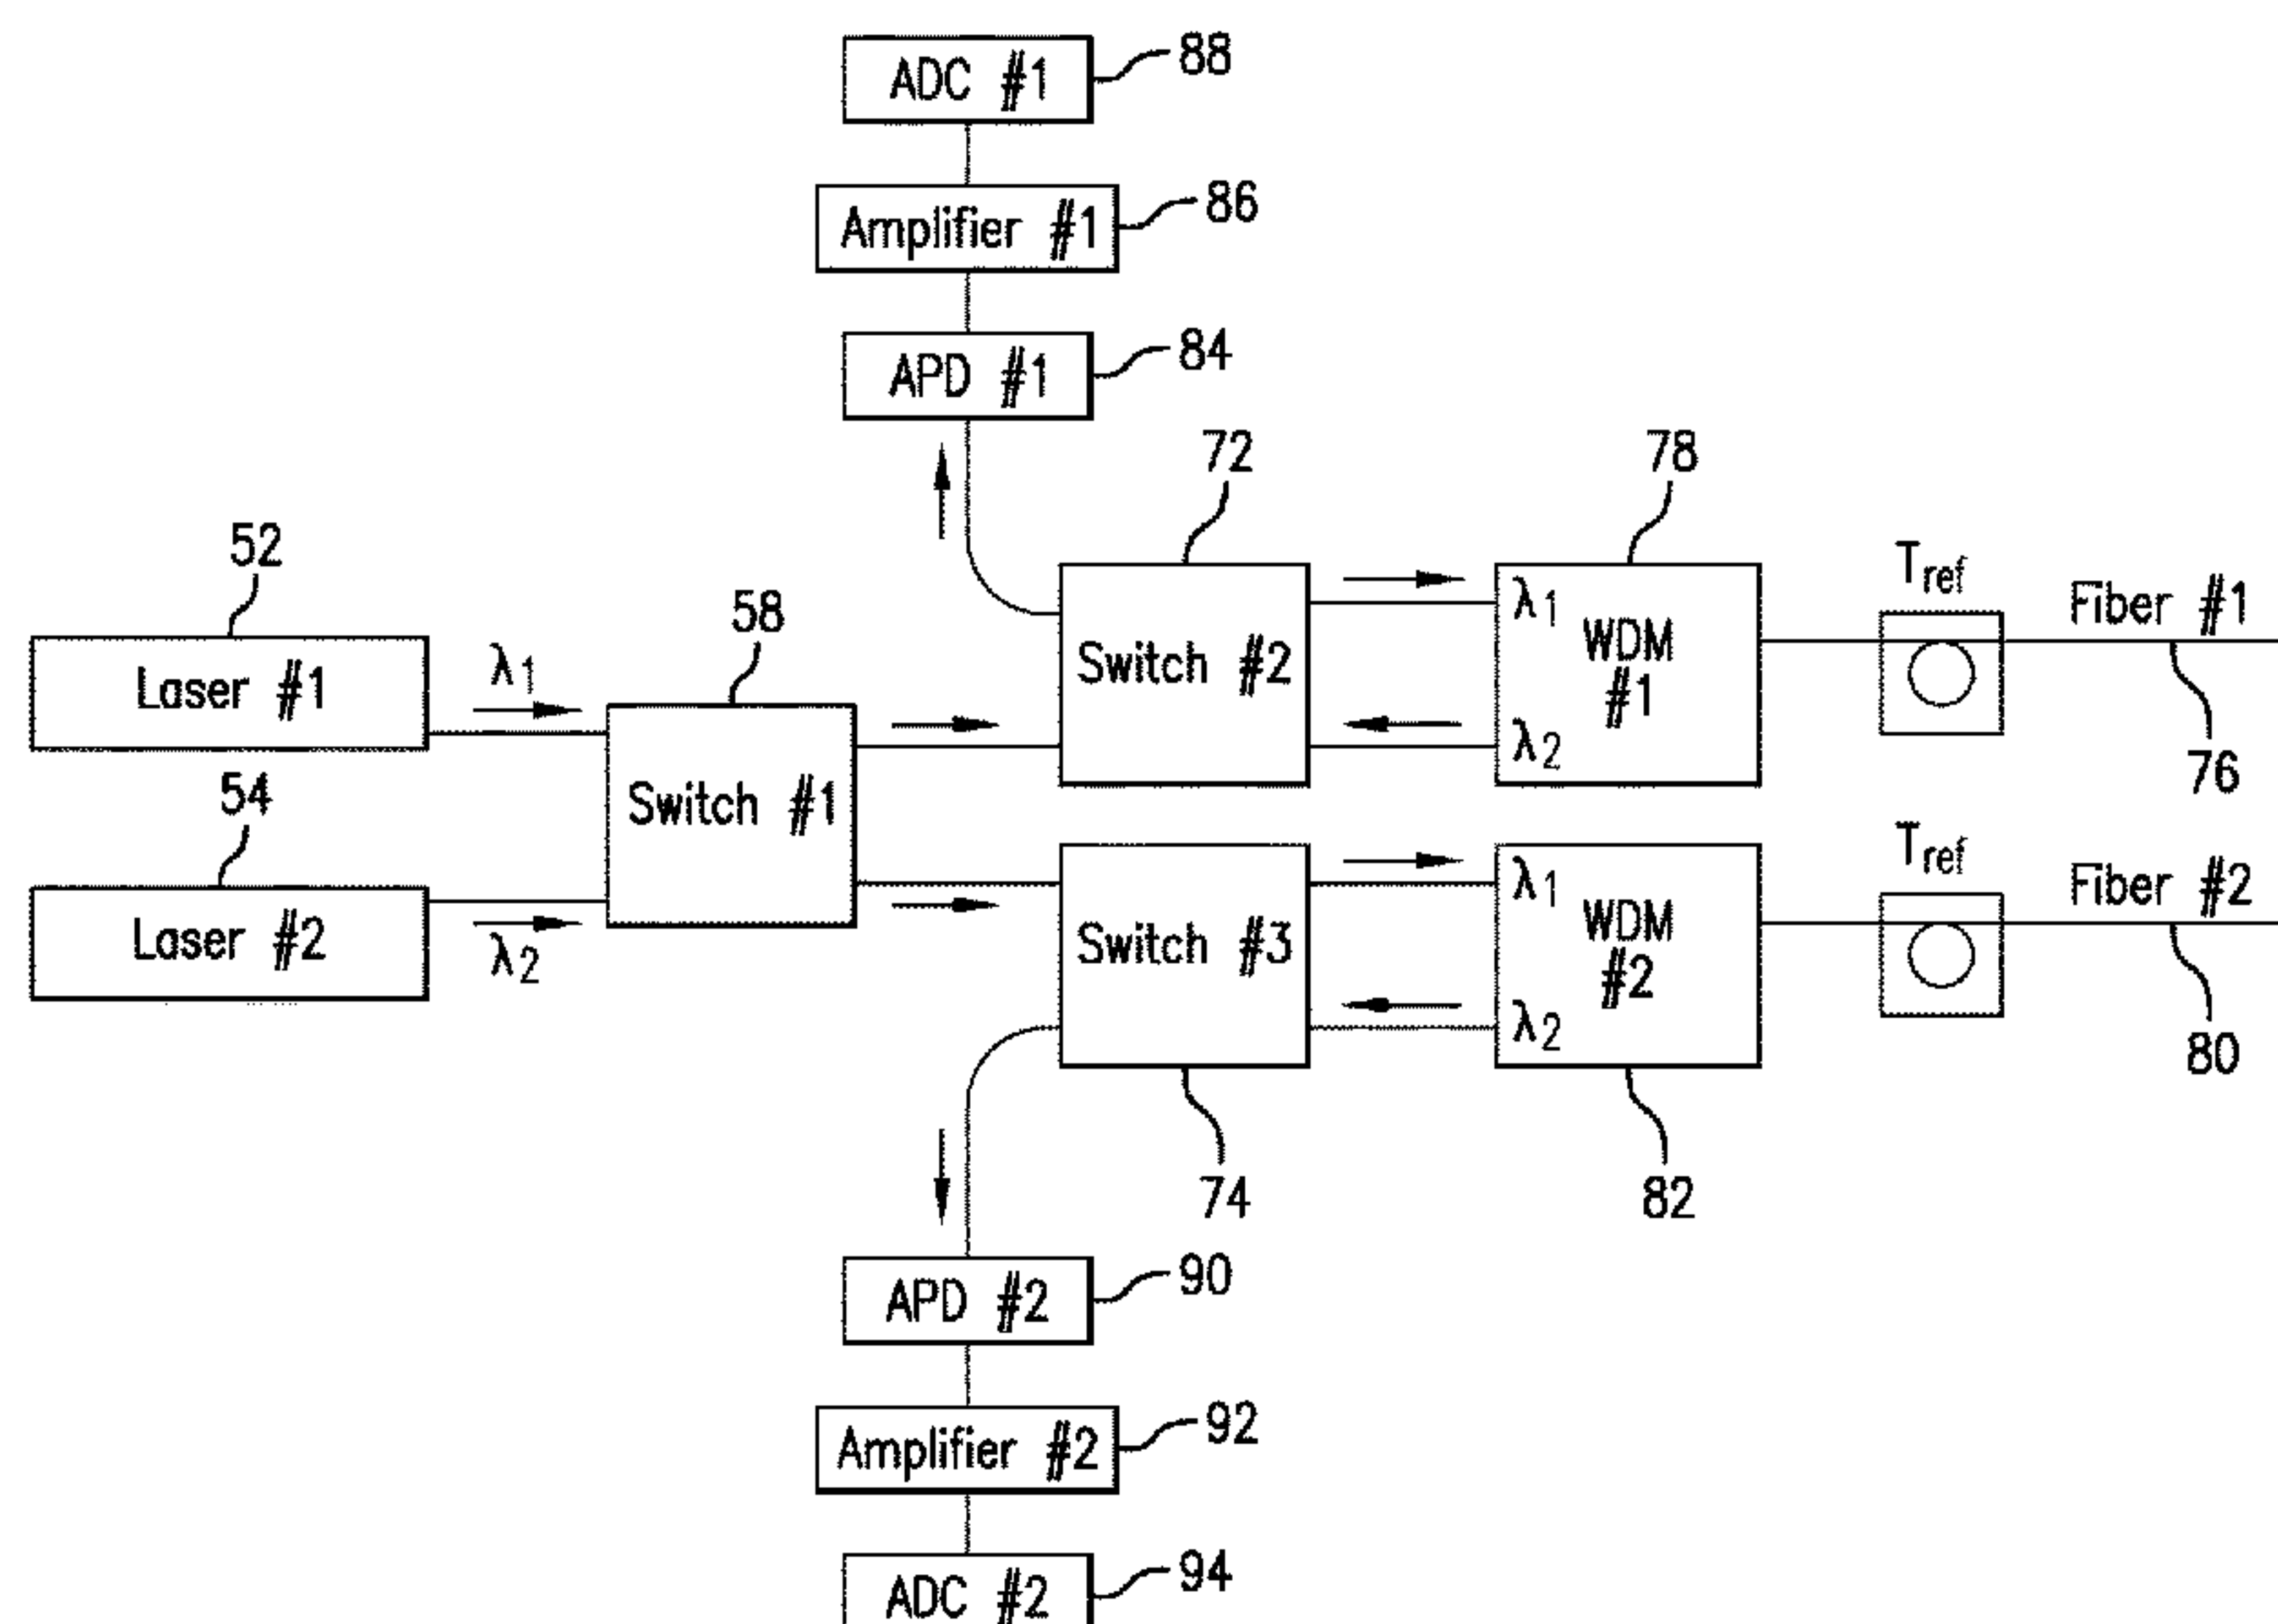 ADC #1
88
Amplifier #1
86
APD #1
84
72
78
52
58
T_ref
Fiber #1
λ1
WDM
#1
Laser #1
λ1
Switch #2
λ2
76
54
Switch #1
T_ref
Fiber #2
Laser #2
λ2
Switch #3
λ1
WDM
#2
λ2
80
74
82
APD #2
90
Amplifier #2
92
ADC #2
94